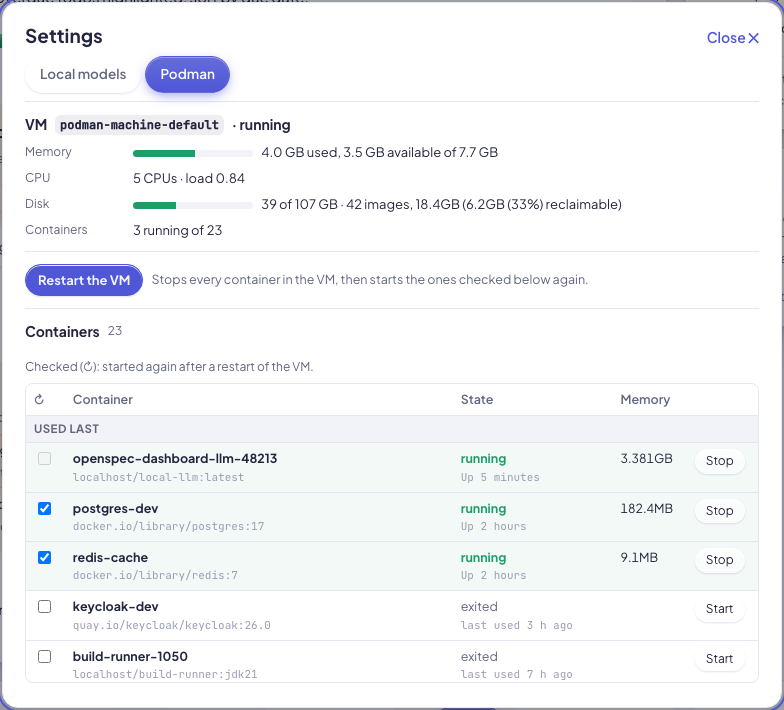 Settings
Close ✕
Local models
Podman
VM podman-machine-default · running
Memory 4.0 GB used, 3.5 GB available of 7.7 GB
CPU 5 CPUs · load 0.84
Disk 39 of 107 GB · 42 images, 18.4GB (6.2GB (33%) reclaimable)
Containers 3 running of 23
Restart the VM Stops every container in the VM, then starts the ones checked below again.
Containers 23
Checked (↻): started again after a restart of the VM.
↻ Container State Memory
USED LAST
openspec-dashboard-llm-48213 running 3.381GB Stop
localhost/local-llm:latest Up 5 minutes
postgres-dev running 182.4MB Stop
docker.io/library/postgres:17 Up 2 hours
redis-cache running 9.1MB Stop
docker.io/library/redis:7 Up 2 hours
keycloak-dev exited Start
quay.io/keycloak/keycloak:26.0 last used 3 h ago
build-runner-1050 exited Start
localhost/build-runner:jdk21 last used 7 h ago